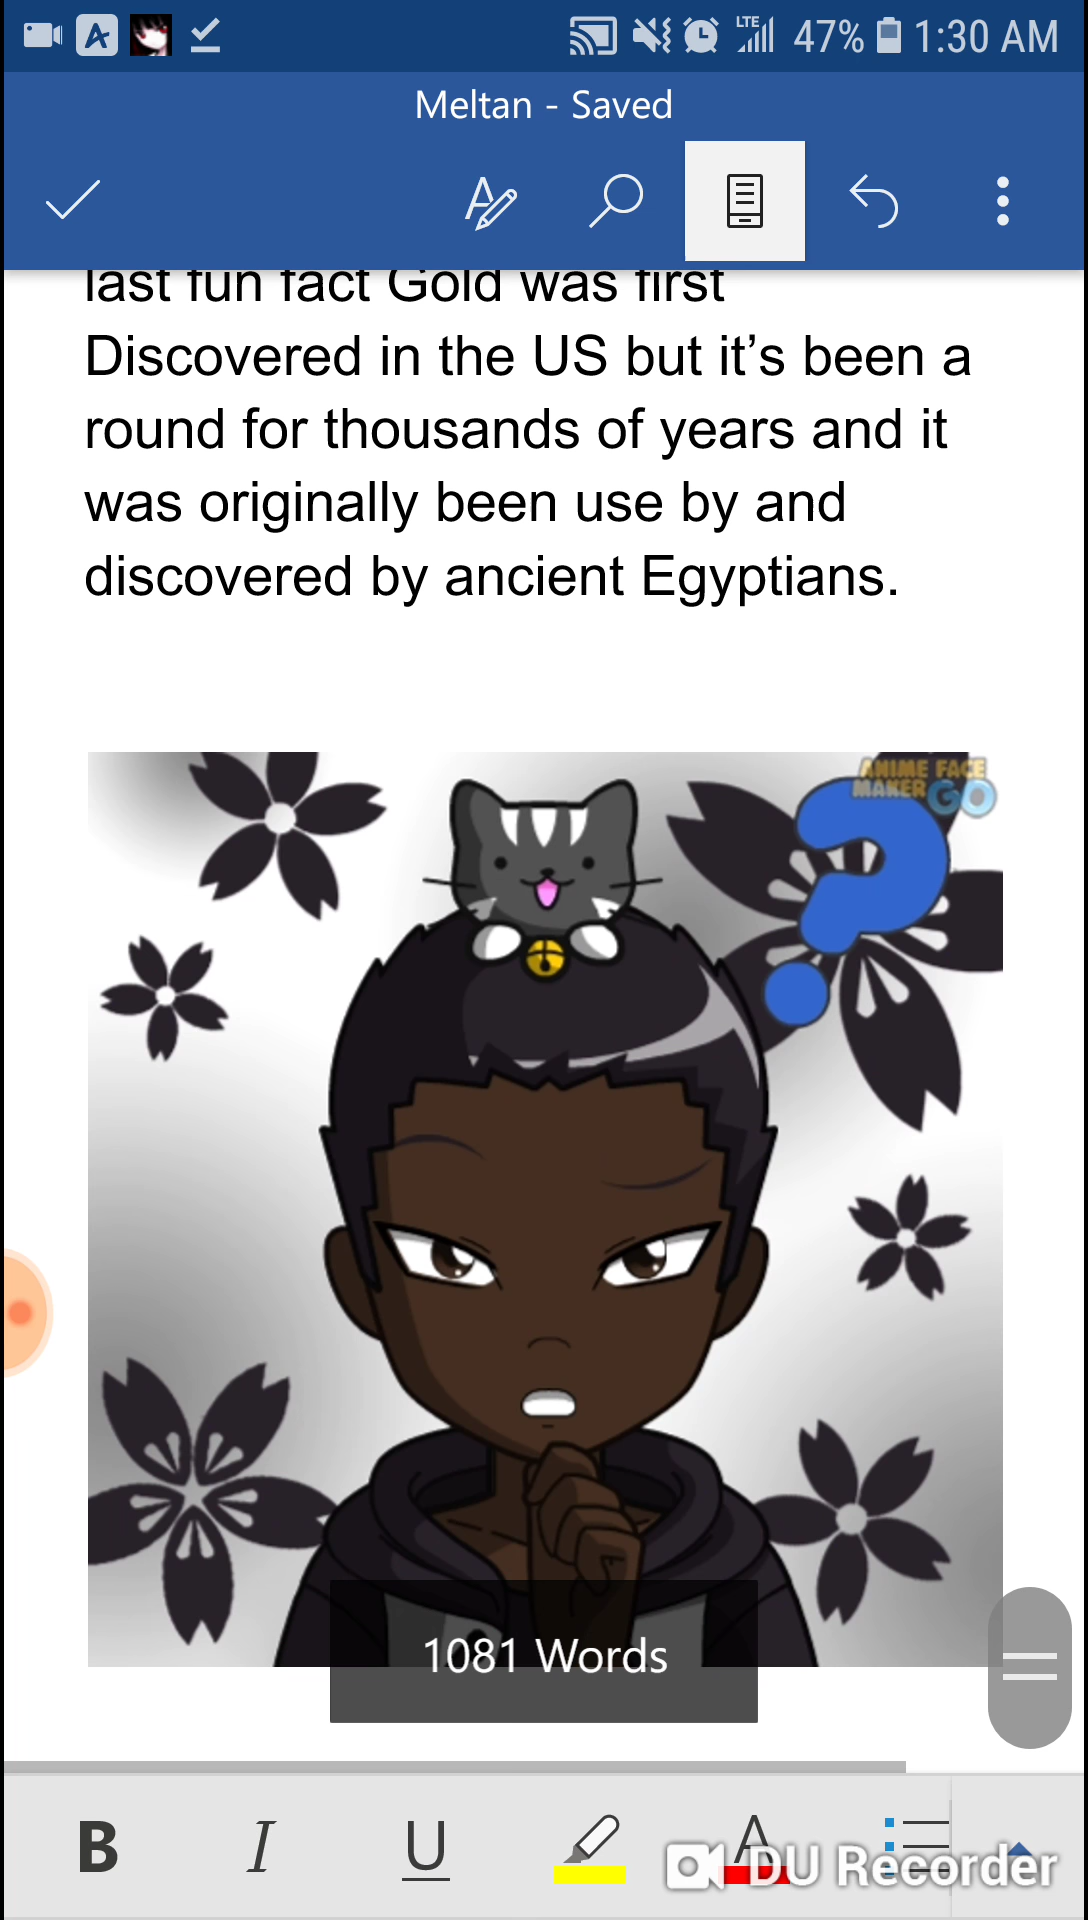 47% 1:30 AM
LTE
Meltan - Saved
last fun fact Gold was first
Discovered in the US but it’s been a
round for thousands of years and it
was originally been use by and
discovered by ancient Egyptians.
ANIME FACE
MAKER GO
?
1081 Words
B I U A
DU Recorder